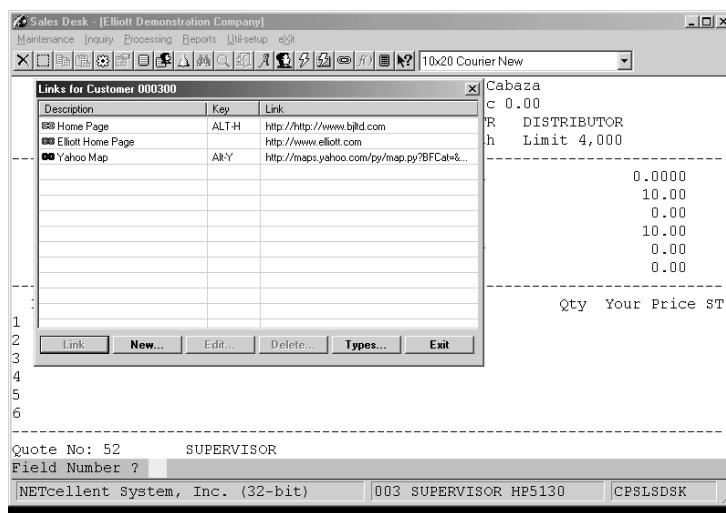 Sales Desk - [Elliott Demonstration Company]
Maintenance Inquiry Processing Reports Util-setup eXit
10x20 Courier New
Links for Customer 000300
Cabaza
c 0.00
Description Key Link
R DISTRIBUTOR
Home Page ALT-H http://http://www.bjltd.com
Elliott Home Page http://www.elliott.com
h Limit 4,000
Yahoo Map Alt-Y http://maps.yahoo.com/py/map.py?BFCat=&...
0.0000
10.00
0.00
10.00
0.00
0.00
Qty Your Price ST
1
2
Link New... Edit... Delete... Types... Exit
3
4
5
6
Quote No: 52 SUPERVISOR
Field Number ?
NETcellent System, Inc. (32-bit) 003 SUPERVISOR HP5130 CPSLSDSK